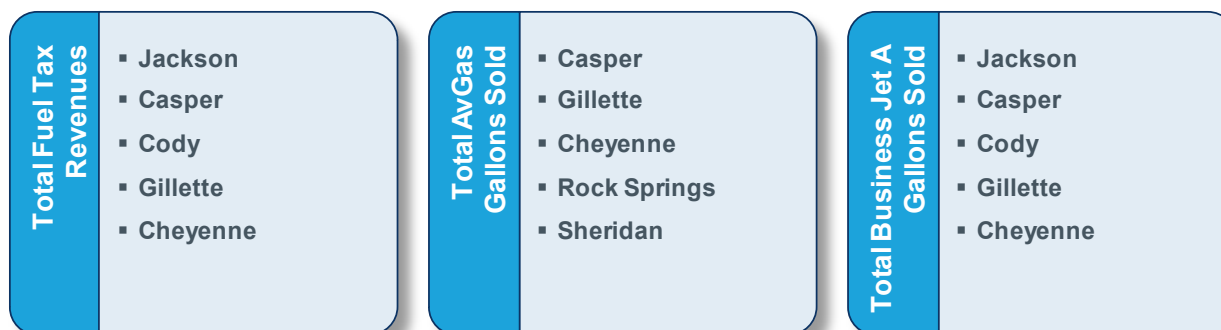 Total Fuel Tax
Revenues
▪ Jackson
▪ Casper
▪ Cody
▪ Gillette
▪ Cheyenne
Total AvGas
Gallons Sold
▪ Casper
▪ Gillette
▪ Cheyenne
▪ Rock Springs
▪ Sheridan
Total Business Jet A
Gallons Sold
▪ Jackson
▪ Casper
▪ Cody
▪ Gillette
▪ Cheyenne